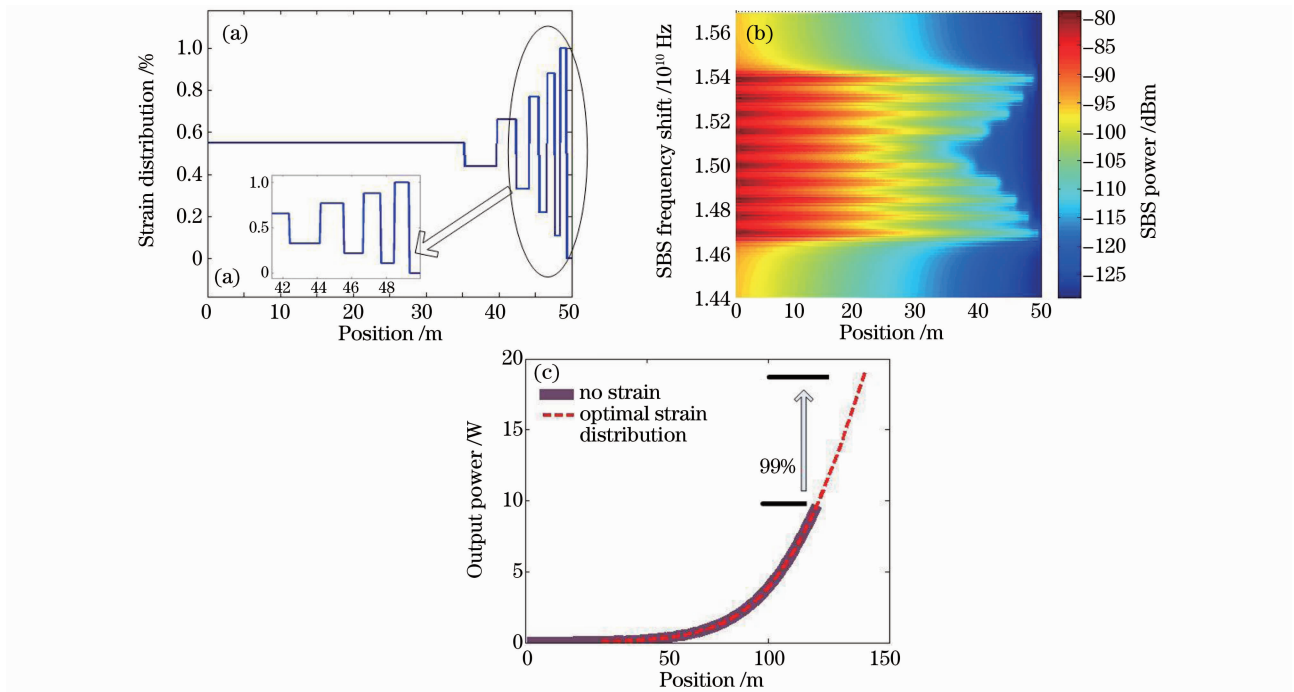 (a)
Strain distribution /%
1.0
0.8
0.6
0.4
0.2
0
1.0
0.5
0
42 44 46 48
(a)
0 10 20 30 40 50
Position /m
(b)
SBS frequency shift /10¹⁰ Hz
1.56
1.54
1.52
1.50
1.48
1.46
1.44
0 10 20 30 40 50
Position /m
−80
−85
−90
−95
−100
−105
−110
−115
−120
−125
SBS power /dBm
(c)
no strain
optimal strain
distribution
99%
Output power /W
20
15
10
5
0
0 50 100 150
Position /m